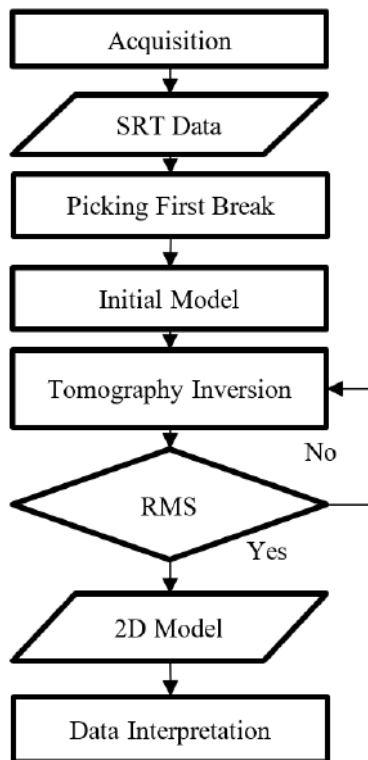 Acquisition
SRT Data
Picking First Break
Initial Model
Tomography Inversion
No
RMS
Yes
2D Model
Data Interpretation